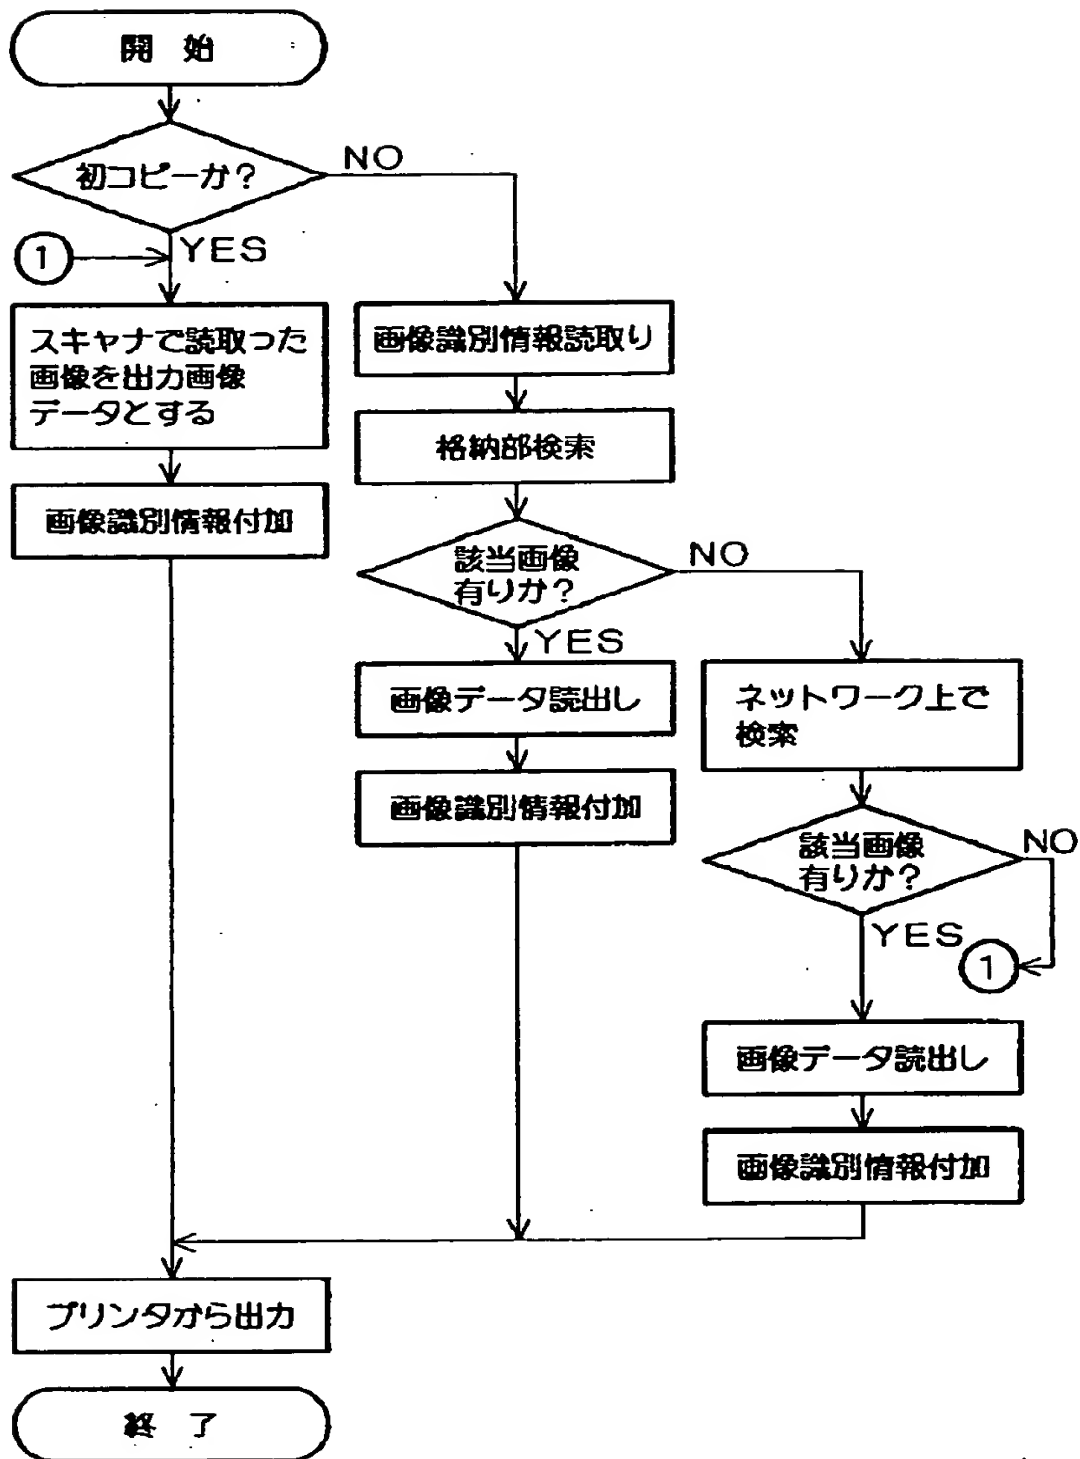 開 始
初コピーか?
NO
YES
1
スキャナで読取った
画像を出力画像
データとする
画像識別情報付加
画像識別情報読取り
格納部検索
該当画像
有りか?
NO
YES
画像データ読出し
画像識別情報付加
ネットワーク上で
検索
該当画像
有りか?
NO
YES
1
画像データ読出し
画像識別情報付加
プリンタから出力
終 了